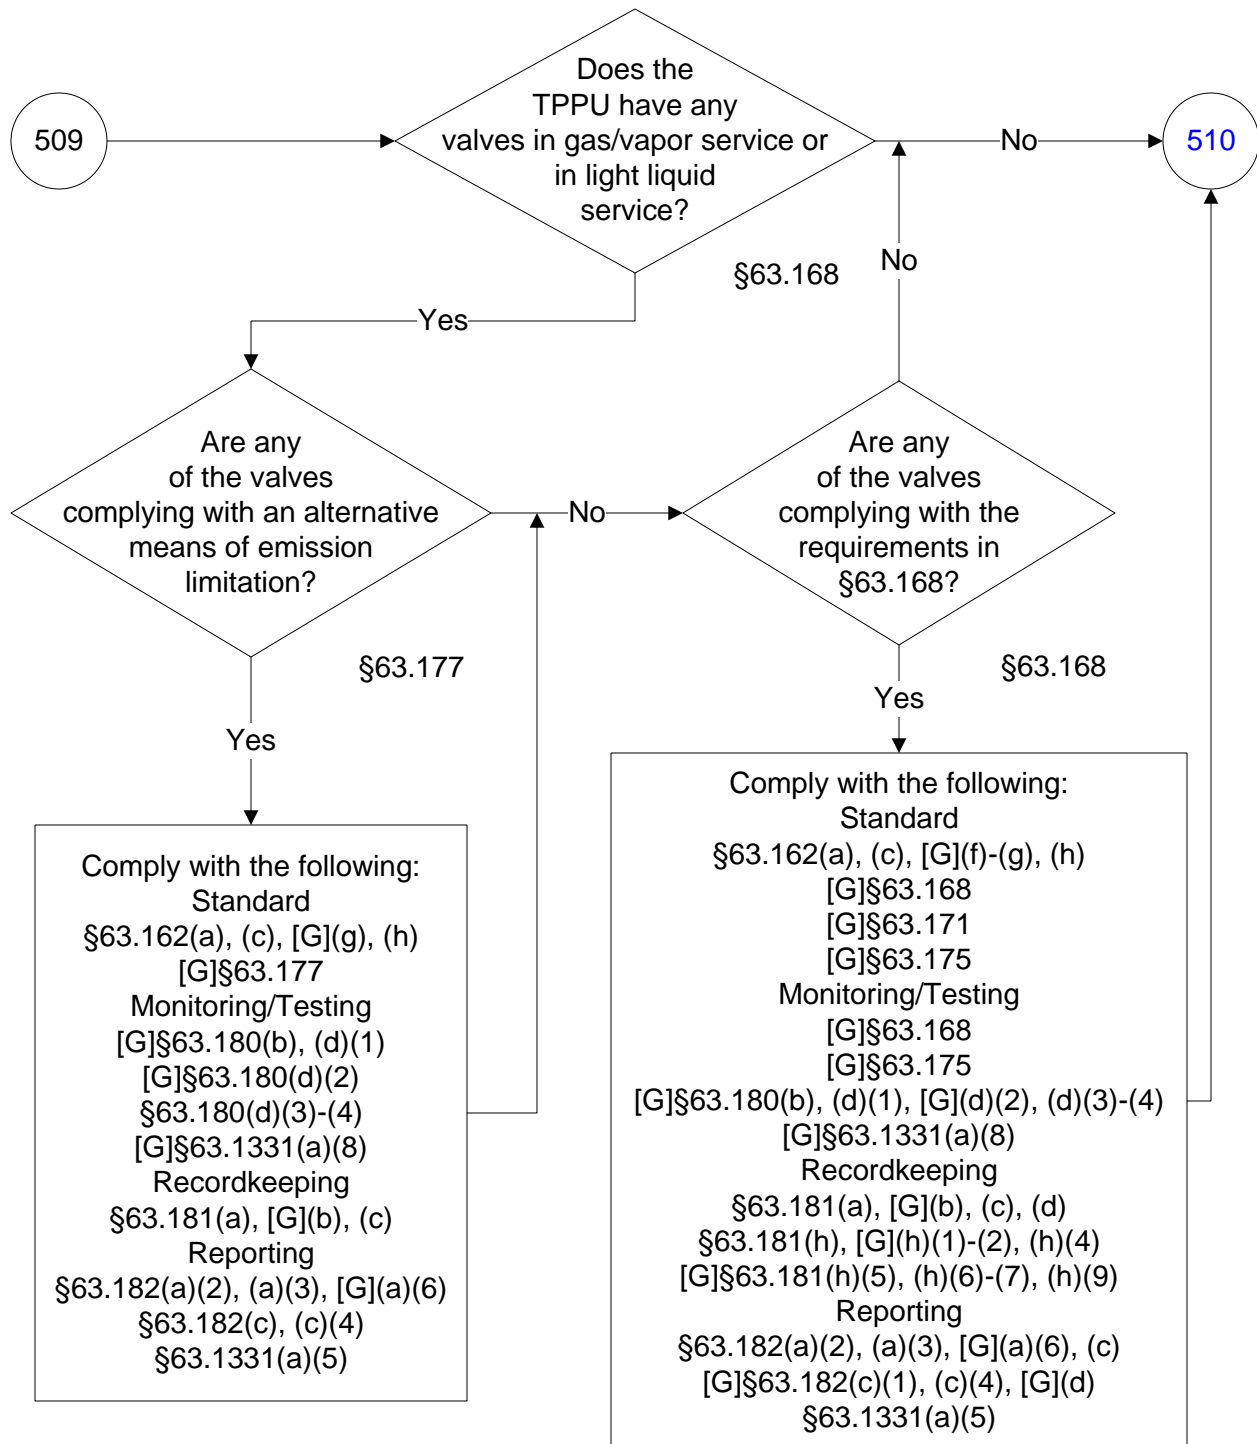 509
Does the
TPPU have any
valves in gas/vapor service or
in light liquid
service?
No
510
§63.168
No
Yes
Are any
of the valves
complying with an alternative
means of emission
limitation?
No
Are any
of the valves
complying with the
requirements in
§63.168?
§63.177
§63.168
Yes
Yes
Comply with the following:
Standard
§63.162(a), (c), [G](g), (h)
[G]§63.177
Monitoring/Testing
[G]§63.180(b), (d)(1)
[G]§63.180(d)(2)
§63.180(d)(3)-(4)
[G]§63.1331(a)(8)
Recordkeeping
§63.181(a), [G](b), (c)
Reporting
§63.182(a)(2), (a)(3), [G](a)(6)
§63.182(c), (c)(4)
§63.1331(a)(5)
Comply with the following:
Standard
§63.162(a), (c), [G](f)-(g), (h)
[G]§63.168
[G]§63.171
[G]§63.175
Monitoring/Testing
[G]§63.168
[G]§63.175
[G]§63.180(b), (d)(1), [G](d)(2), (d)(3)-(4)
[G]§63.1331(a)(8)
Recordkeeping
§63.181(a), [G](b), (c), (d)
§63.181(h), [G](h)(1)-(2), (h)(4)
[G]§63.181(h)(5), (h)(6)-(7), (h)(9)
Reporting
§63.182(a)(2), (a)(3), [G](a)(6), (c)
[G]§63.182(c)(1), (c)(4), [G](d)
§63.1331(a)(5)